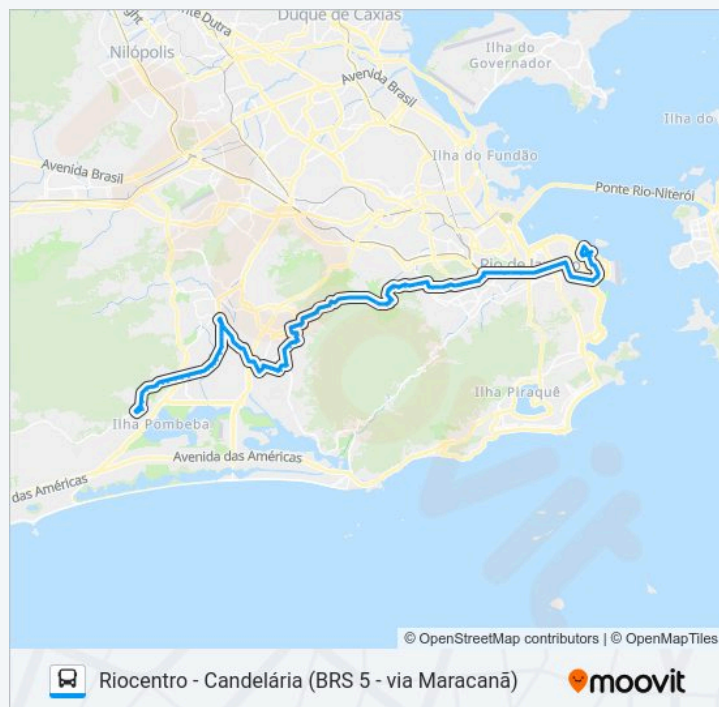 Duque de Caxias
Ponte Dutra
Nilópolis
Ilha do
Governador
Avenida Brasil
Ilha do
Ilha do Fundão
Avenida Brasil
Ponte Rio-Niterói
Rio de Ja
Ilha Piraquê
Ilha Pombeba
Avenida das Américas
das Américas
© OpenStreetMap contributors | © OpenMapTiles
Riocentro - Candelária (BRS 5 - via Maracanã)
moovit